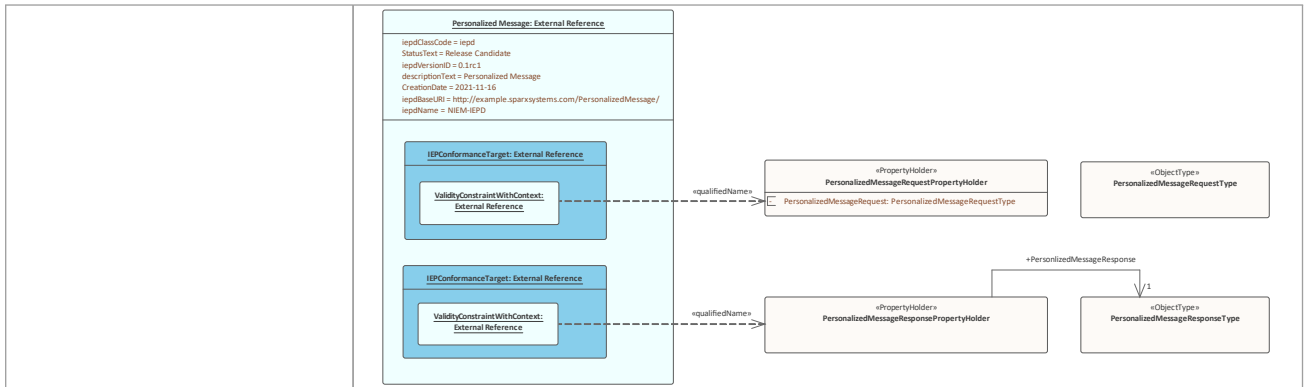 Personalized Message: External Reference
iepdClassCode = iepd
StatusText = Release Candidate
iepdVersionID = 0.1rc1
descriptionText = Personalized Message
CreationDate = 2021-11-16
iepdBaseURI = http://example.sparxsystems.com/PersonalizedMessage/
iepdName = NIEM-IEPD
IEPConformanceTarget: External Reference
ValidityConstraintWithContext:
External Reference
«qualifiedName»
«PropertyHolder»
PersonalizedMessageRequestPropertyHolder
PersonalizedMessageRequest: PersonalizedMessageRequestType
«ObjectType»
PersonalizedMessageRequestType
IEPConformanceTarget: External Reference
ValidityConstraintWithContext:
External Reference
«qualifiedName»
+PersonlizedMessageResponse
1
«PropertyHolder»
PersonalizedMessageResponsePropertyHolder
«ObjectType»
PersonalizedMessageResponseType